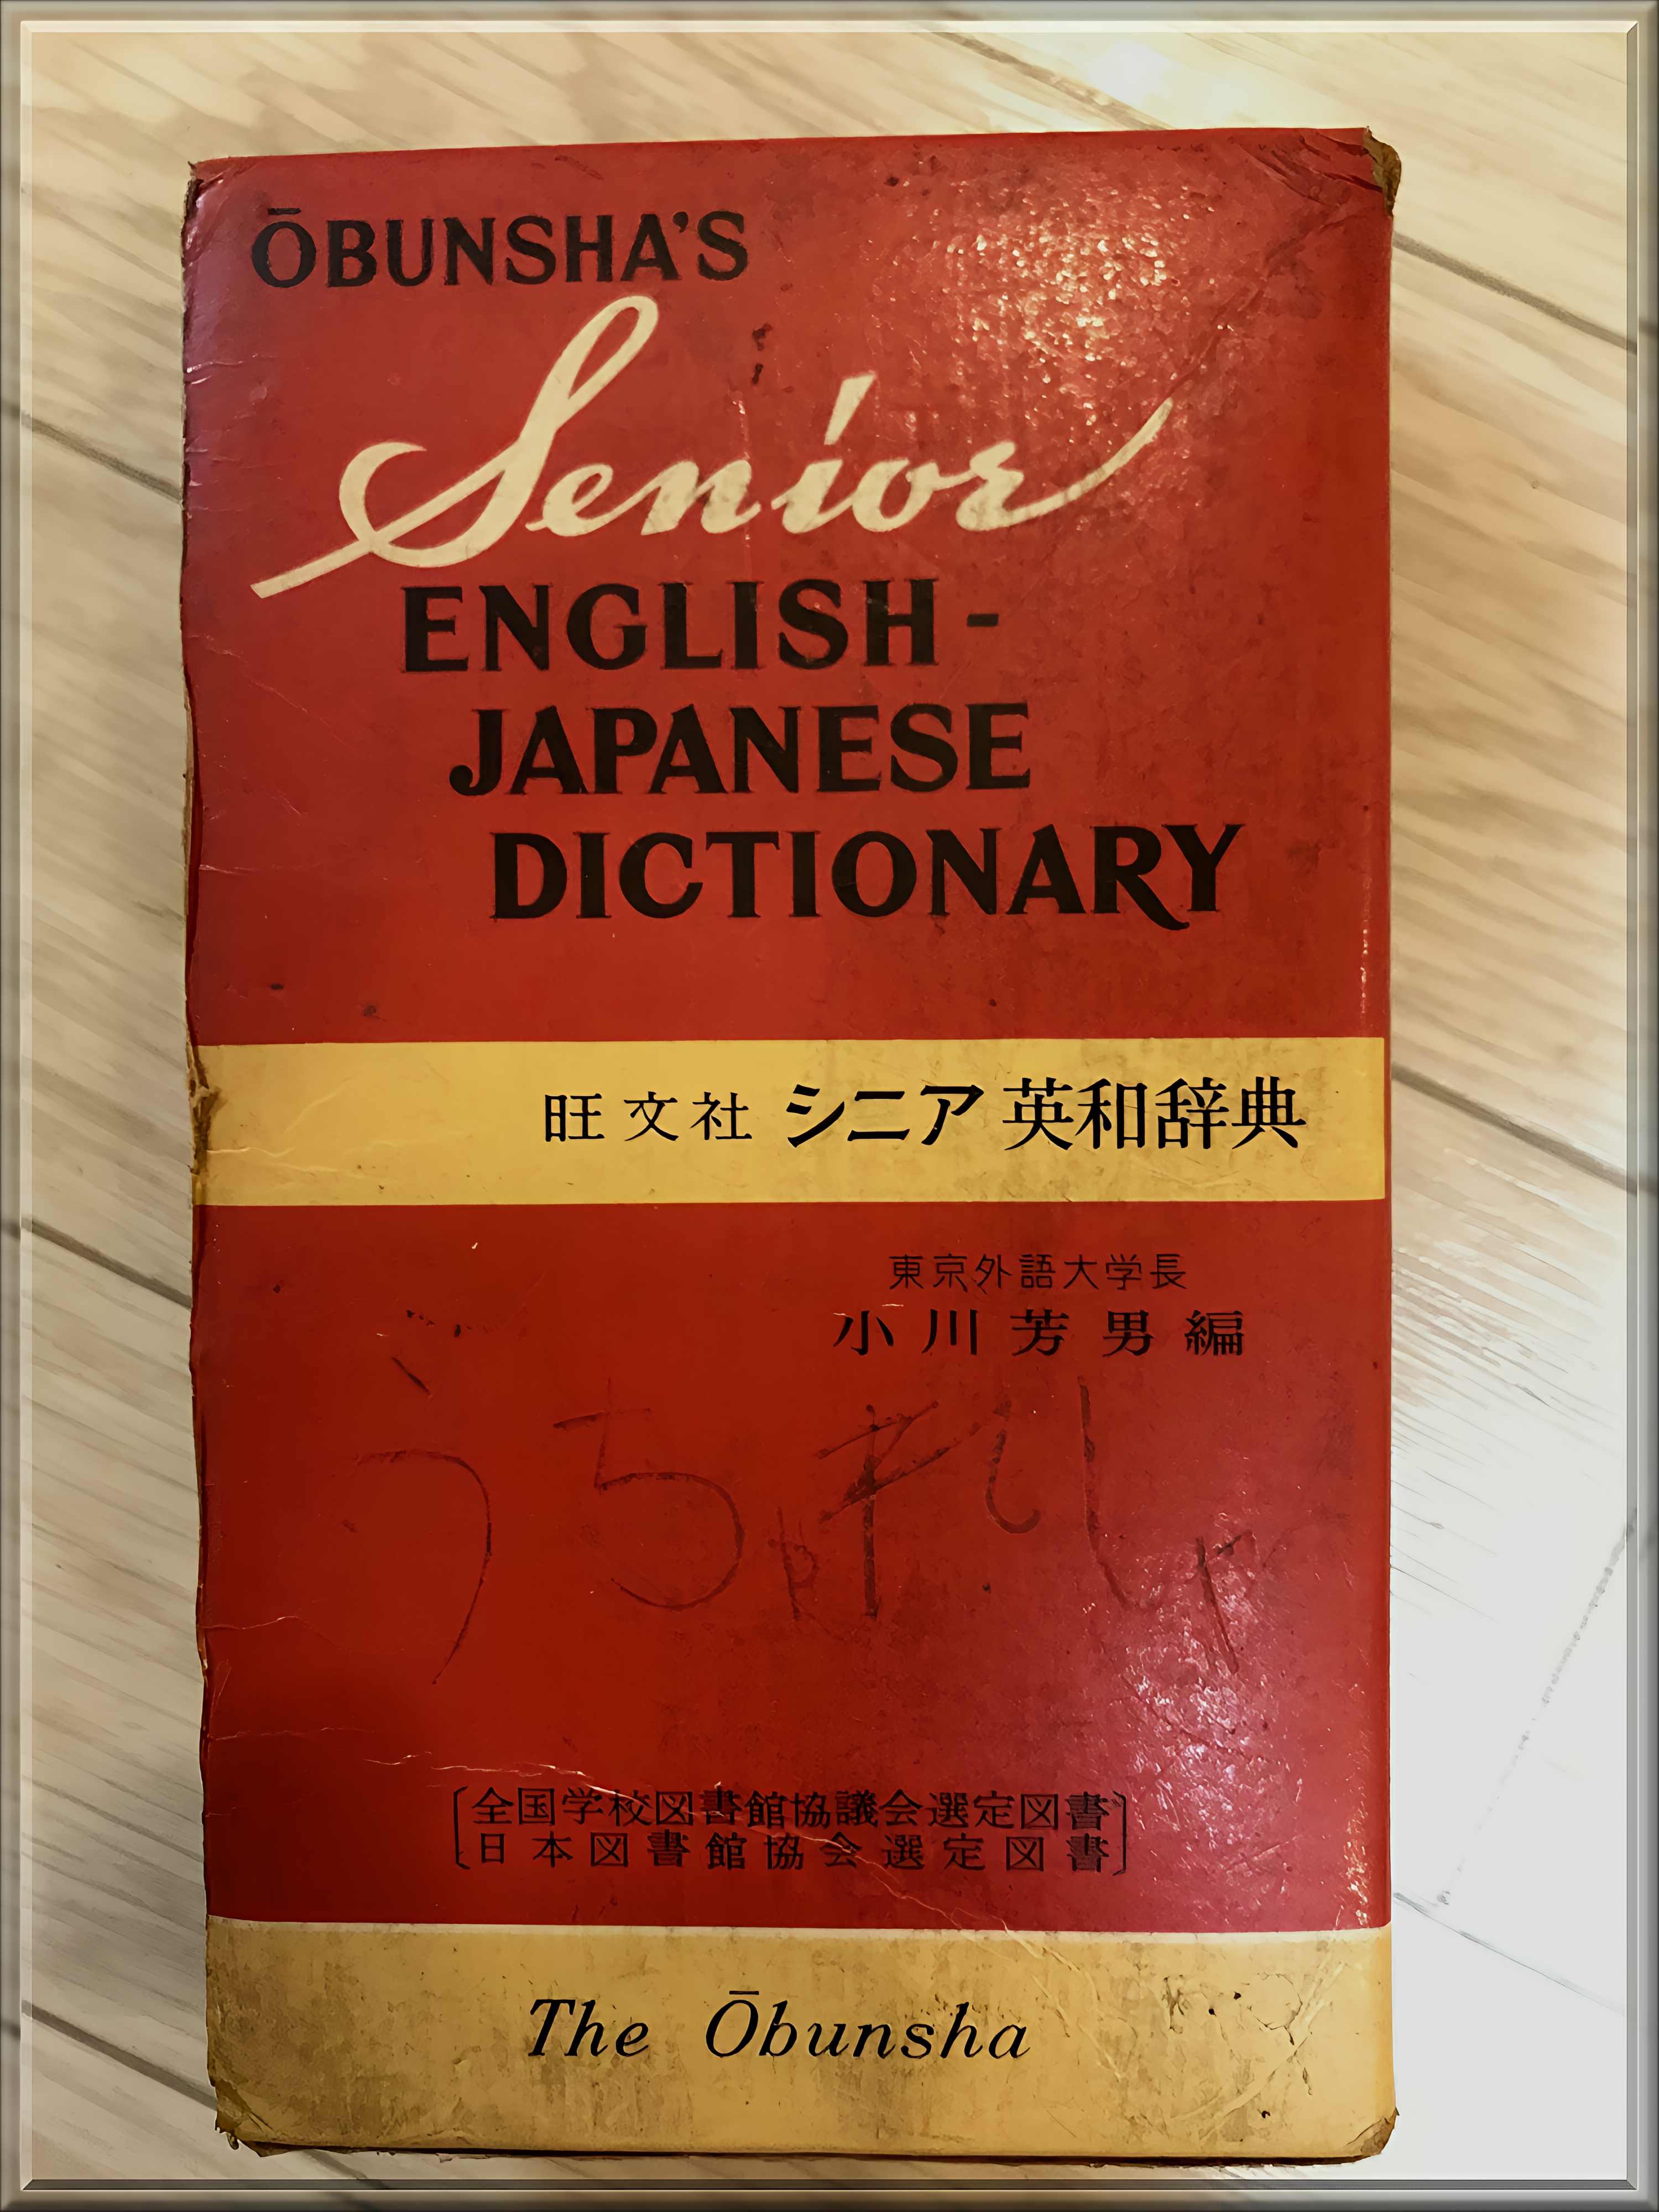 ŌBUNSHA'S
Senior
ENGLISH-
JAPANESE
DICTIONARY
旺文社 シニア 英和辞典
東京外語大学長
小川芳男編
全国学校図書館協議会選定図書
日本図書館協会選定図書
The Ōbunsha